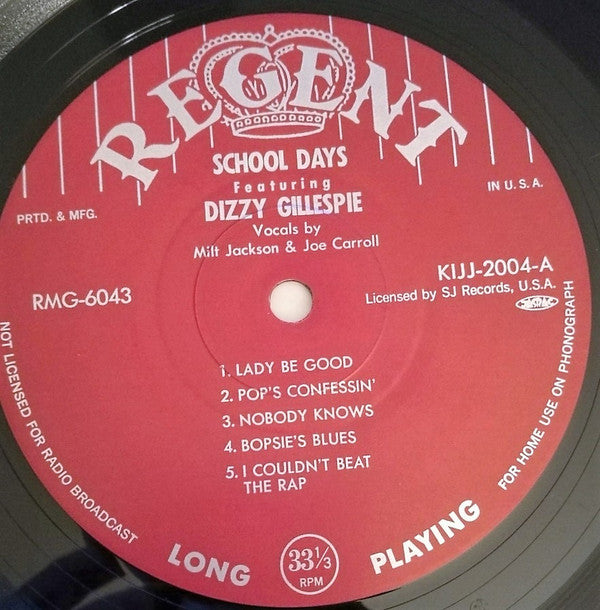 REGENT
SCHOOL DAYS
Featuring
DIZZY GILLESPIE
Vocals by
Milt Jackson & Joe Carroll
PRTD. & MFG.
IN U.S.A.
RMG-6043
KIJJ-2004-A
Licensed by SJ Records, U.S.A.
JASRAC
1. LADY BE GOOD
2. POP'S CONFESSIN'
3. NOBODY KNOWS
4. BOPSIE'S BLUES
5. I COULDN'T BEAT
THE RAP
NOT LICENSED FOR RADIO BROADCAST
FOR HOME USE ON PHONOGRAPH
LONG
33⅓
RPM
PLAYING